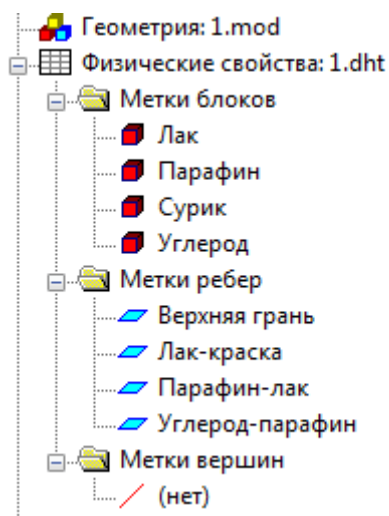 Геометрия: 1.mod
Физические свойства: 1.dht
Метки блоков
Лак
Парафин
Сурик
Углерод
Метки ребер
Верхняя грань
Лак-краска
Парафин-лак
Углерод-парафин
Метки вершин
(нет)